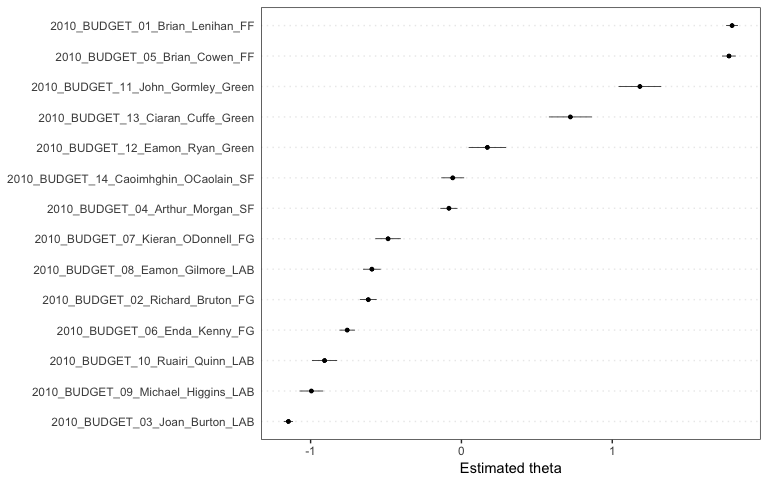 2010_BUDGET_01_Brian_Lenihan_FF
2010_BUDGET_05_Brian_Cowen_FF
2010_BUDGET_11_John_Gormley_Green
2010_BUDGET_13_Ciaran_Cuffe_Green
2010_BUDGET_12_Eamon_Ryan_Green
2010_BUDGET_14_Caoimhghin_OCaolain_SF
2010_BUDGET_04_Arthur_Morgan_SF
2010_BUDGET_07_Kieran_ODonnell_FG
2010_BUDGET_08_Eamon_Gilmore_LAB
2010_BUDGET_02_Richard_Bruton_FG
2010_BUDGET_06_Enda_Kenny_FG
2010_BUDGET_10_Ruairi_Quinn_LAB
2010_BUDGET_09_Michael_Higgins_LAB
2010_BUDGET_03_Joan_Burton_LAB
-1 0 1
Estimated theta